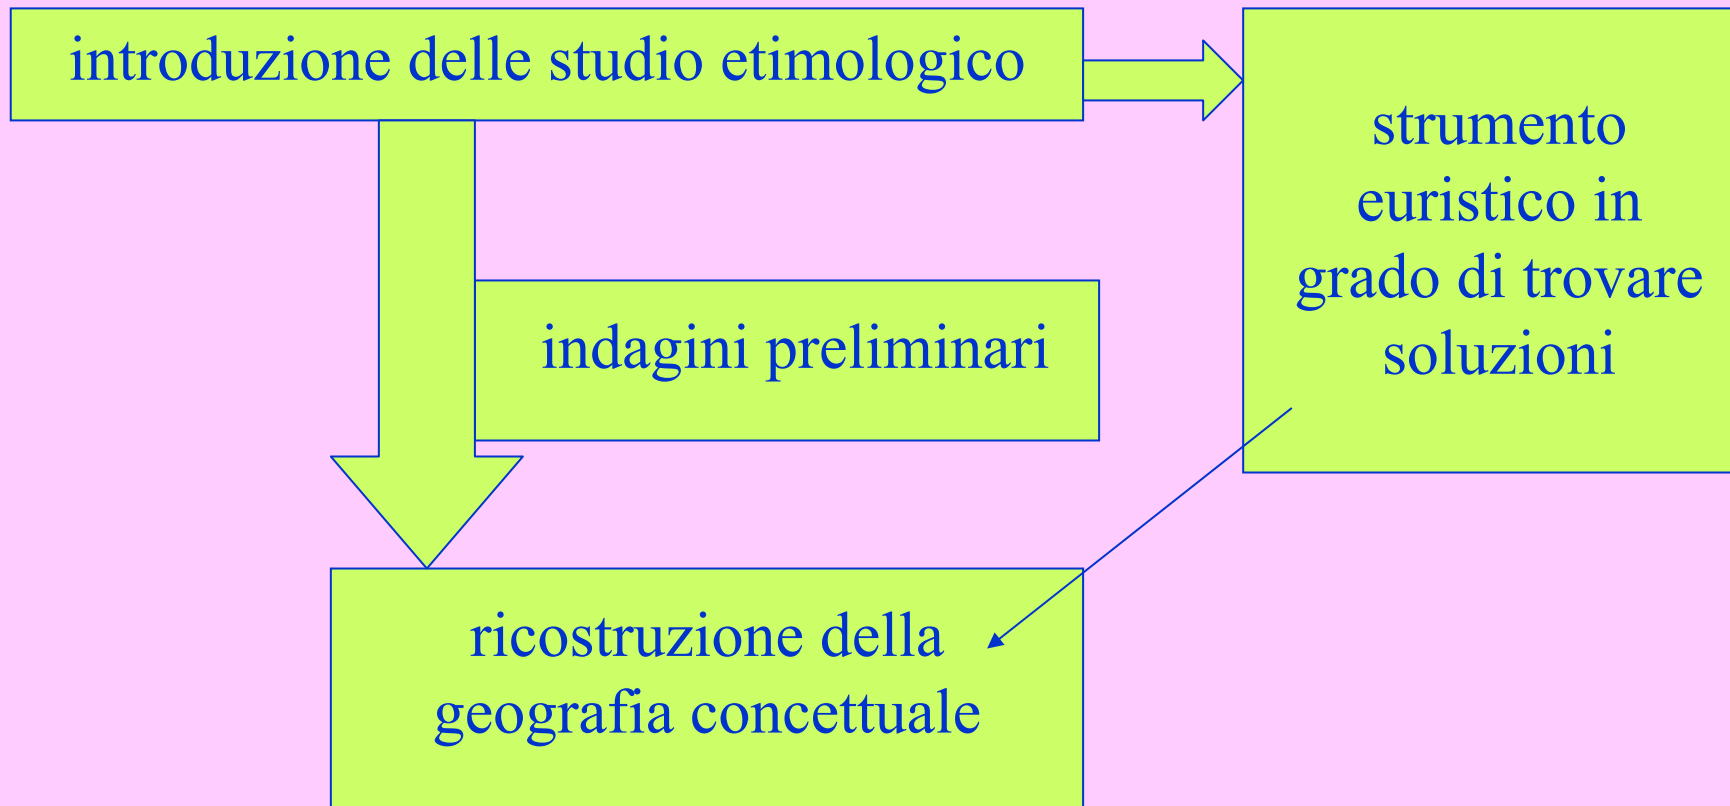 introduzione delle studio etimologico
strumento
euristico in
grado di trovare
soluzioni
indagini preliminari
ricostruzione della
geografia concettuale